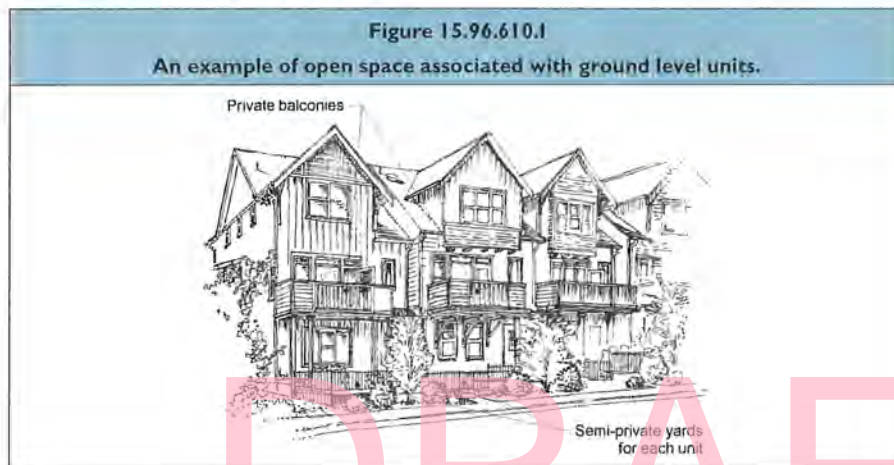 Figure 15.96.610.1
An example of open space associated with ground level units.
Private balconies
Semi-private yards
for each unit
DRAF